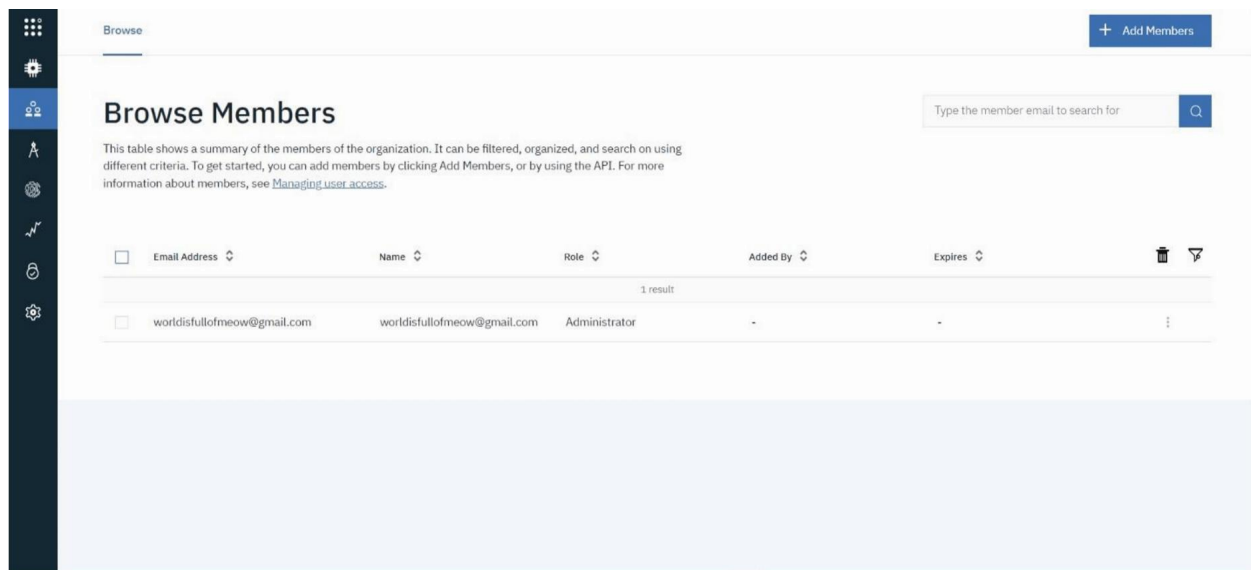 Browse
+ Add Members
Browse Members
Type the member email to search for
This table shows a summary of the members of the organization. It can be filtered, organized, and search on using
different criteria. To get started, you can add members by clicking Add Members, or by using the API. For more
information about members, see Managing user access.
Email Address Name Role Added By Expires
1 result
worldisfullofmeow@gmail.com worldisfullofmeow@gmail.com Administrator - -